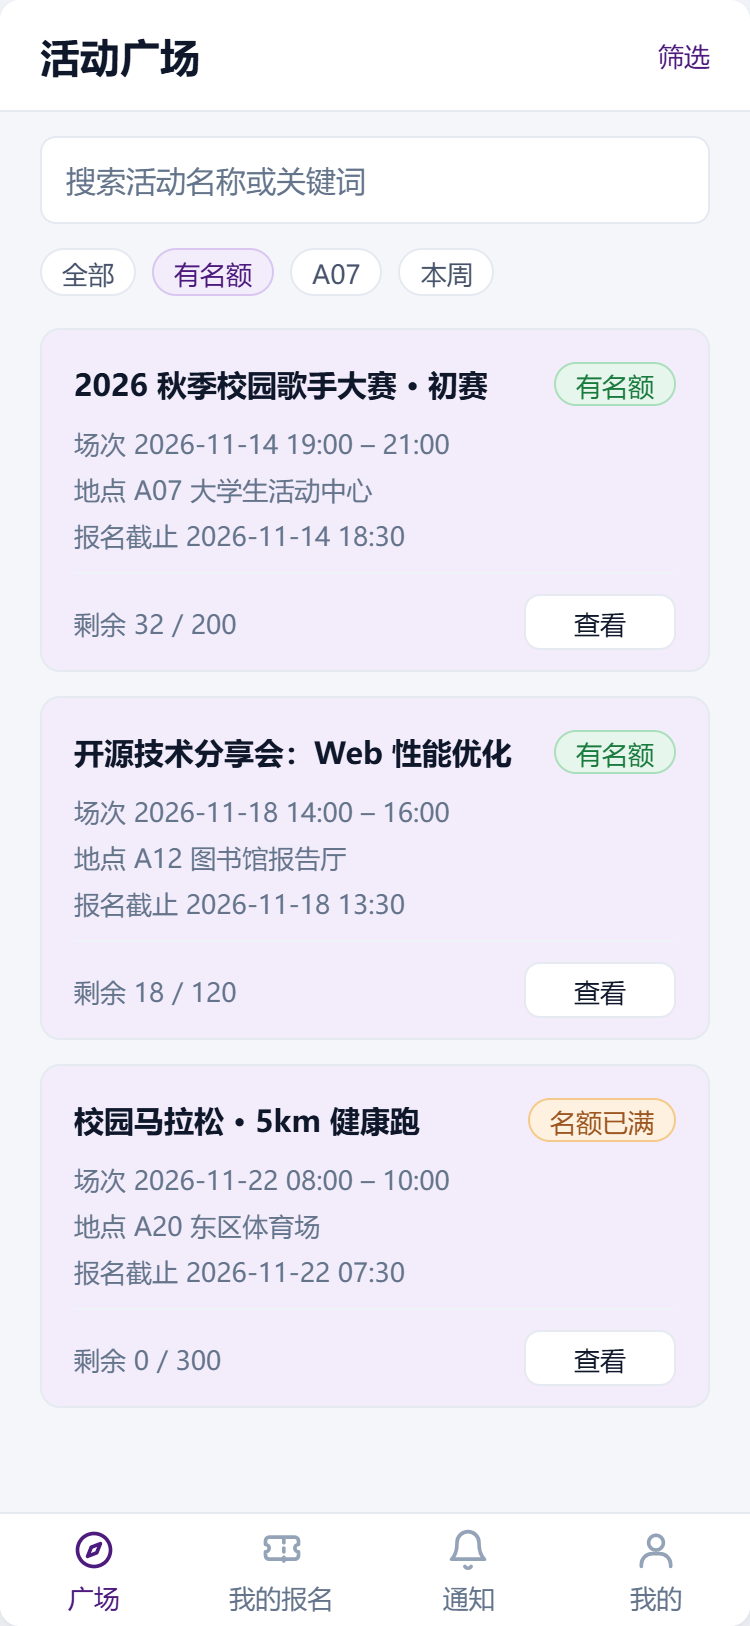 活动广场
筛选
搜索活动名称或关键词
全部 有名额 A07 本周
2026 秋季校园歌手大赛 • 初赛 有名额
场次 2026-11-14 19:00 – 21:00
地点 A07 大学生活动中心
报名截止 2026-11-14 18:30
剩余 32 / 200 查看
开源技术分享会：Web 性能优化 有名额
场次 2026-11-18 14:00 – 16:00
地点 A12 图书馆报告厅
报名截止 2026-11-18 13:30
剩余 18 / 120 查看
校园马拉松 • 5km 健康跑 名额已满
场次 2026-11-22 08:00 – 10:00
地点 A20 东区体育场
报名截止 2026-11-22 07:30
剩余 0 / 300 查看
广场 我的报名 通知 我的